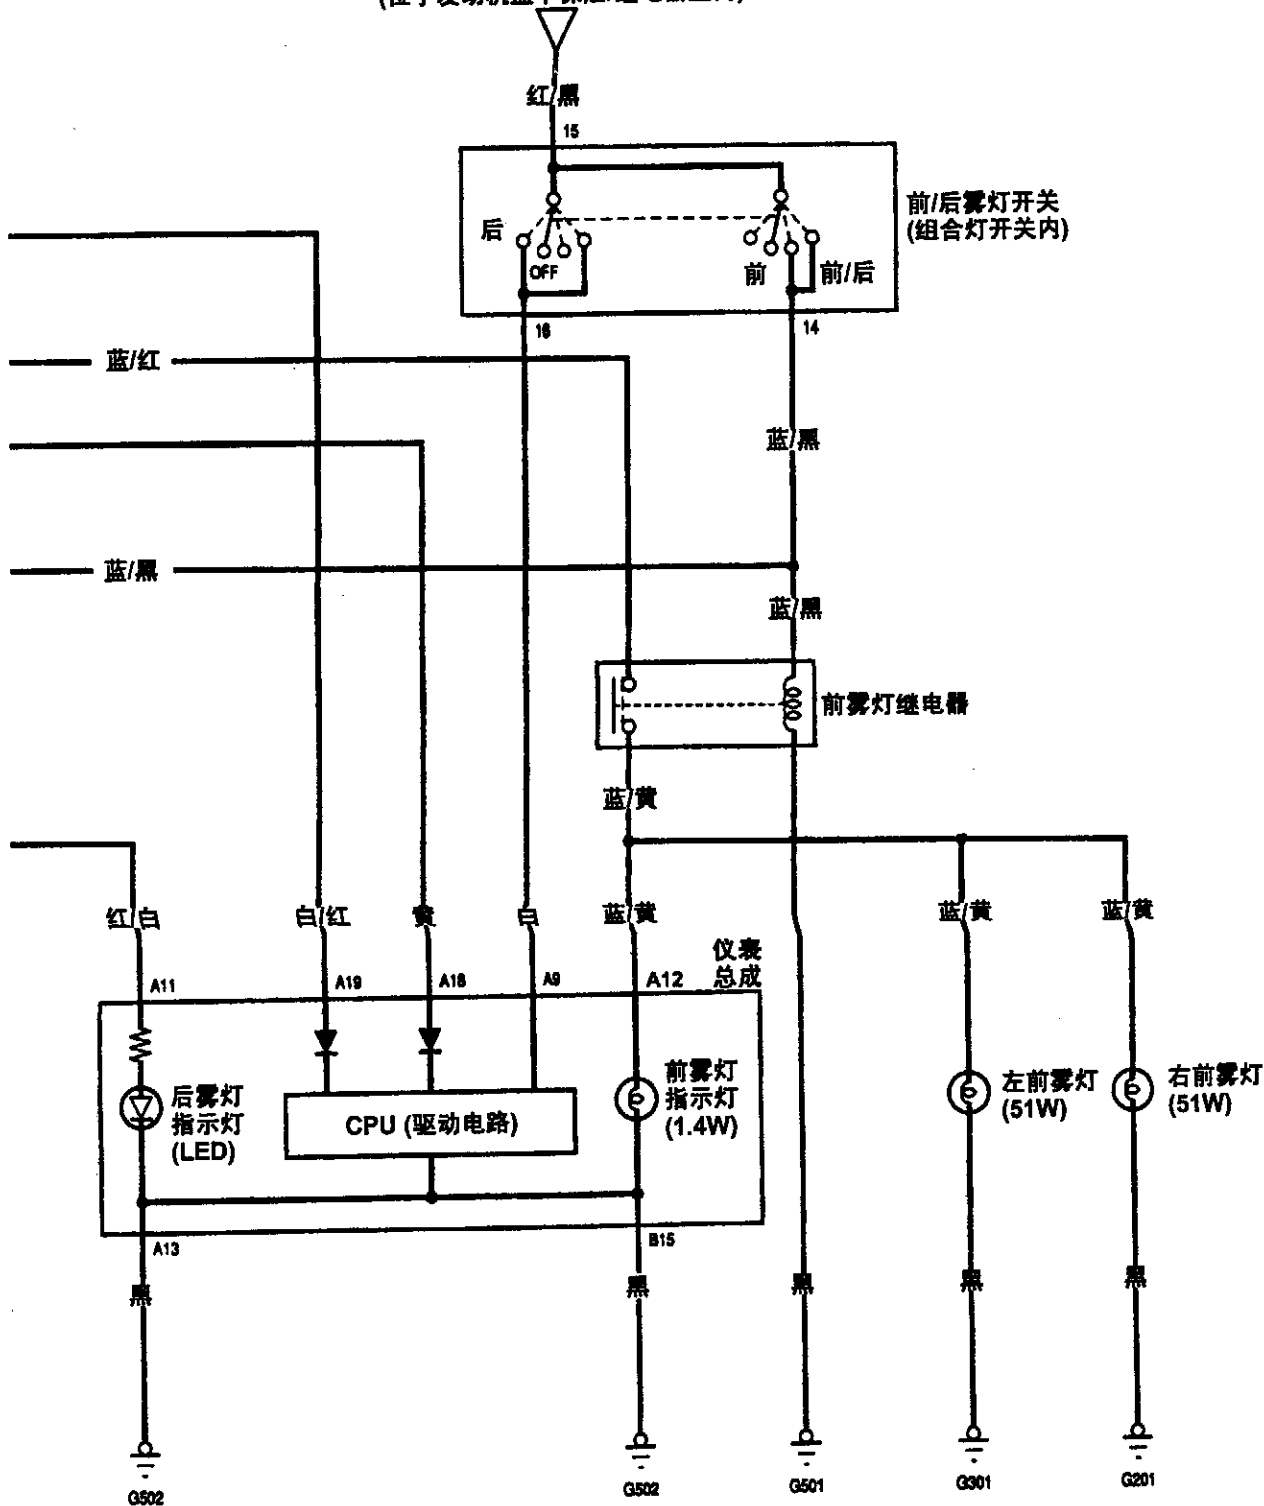 红/黑
15
前/后雾灯开关
(组合灯开关内)
后
OFF
前
前/后
16
14
蓝/红
蓝/黑
蓝/黑
蓝/黑
前雾灯继电器
蓝/黄
红/白
白/红
黄
白
蓝/黄
蓝/黄
蓝/黄
仪表
总成
A11
A19
A18
A9
A12
后雾灯
指示灯
(LED)
CPU (驱动电路)
前雾灯
指示灯
(1.4W)
左前雾灯
(51W)
右前雾灯
(51W)
A13
B15
黑
黑
黑
黑
黑
G502
G502
G501
G301
G201